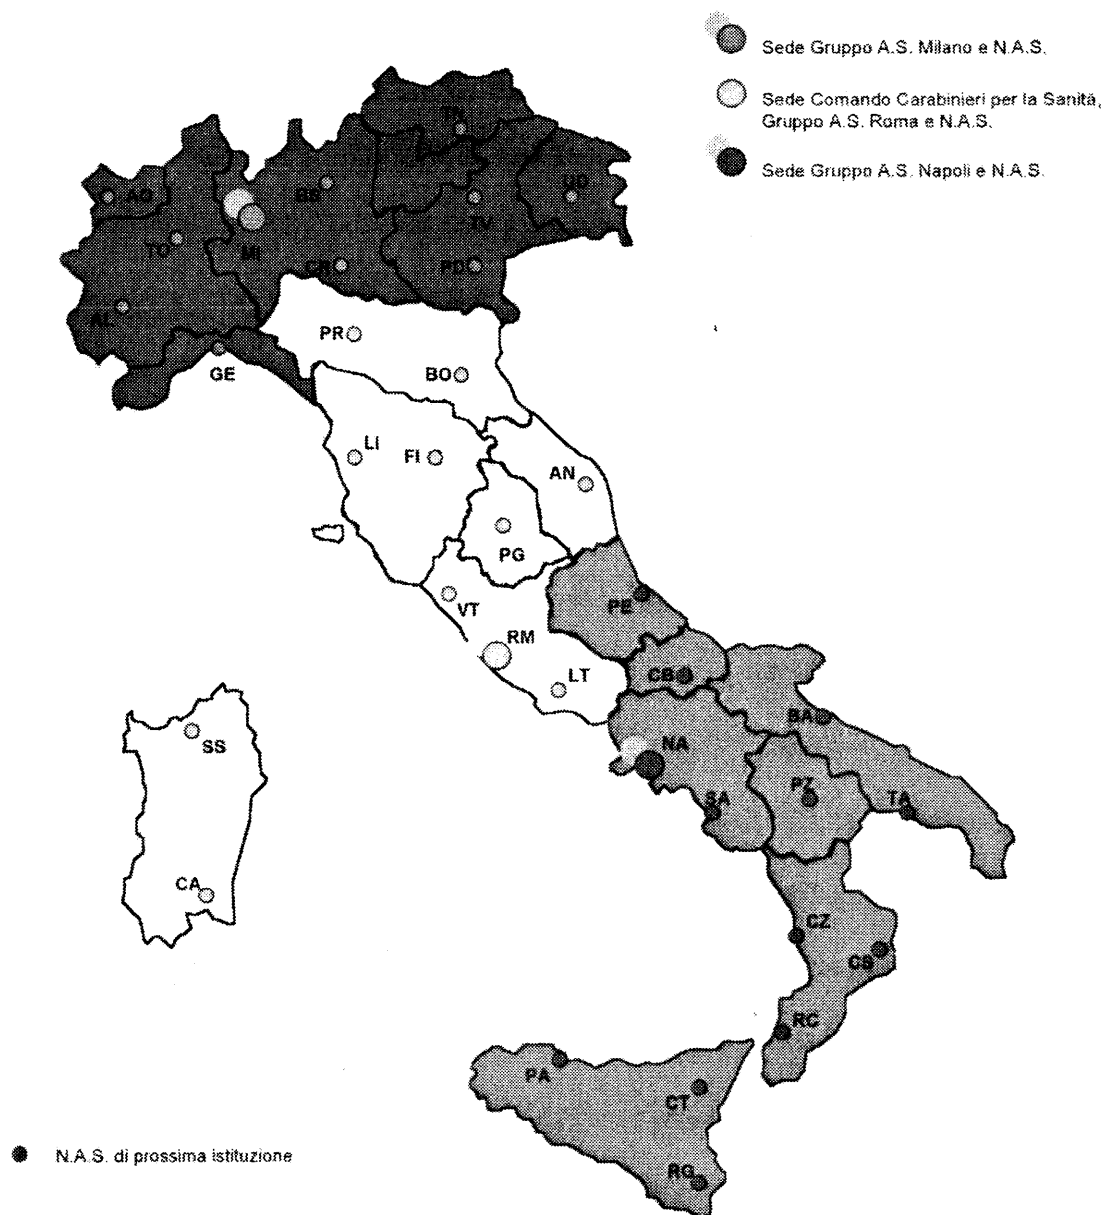 Sede Gruppo A.S. Milano e N.A.S.
Sede Comando Carabinieri per la Sanità,
Gruppo A.S. Roma e N.A.S.
Sede Gruppo A.S. Napoli e N.A.S.
TN
AO
BS
UD
TV
TO
MI
CR
PD
AL
PR
GE
BO
LI
FI
AN
PG
VT
PE
RM
CB
LT
BA
SS
NA
PZ
SA
TA
CA
CZ
CS
RC
PA
CT
N.A.S. di prossima istituzione
RG